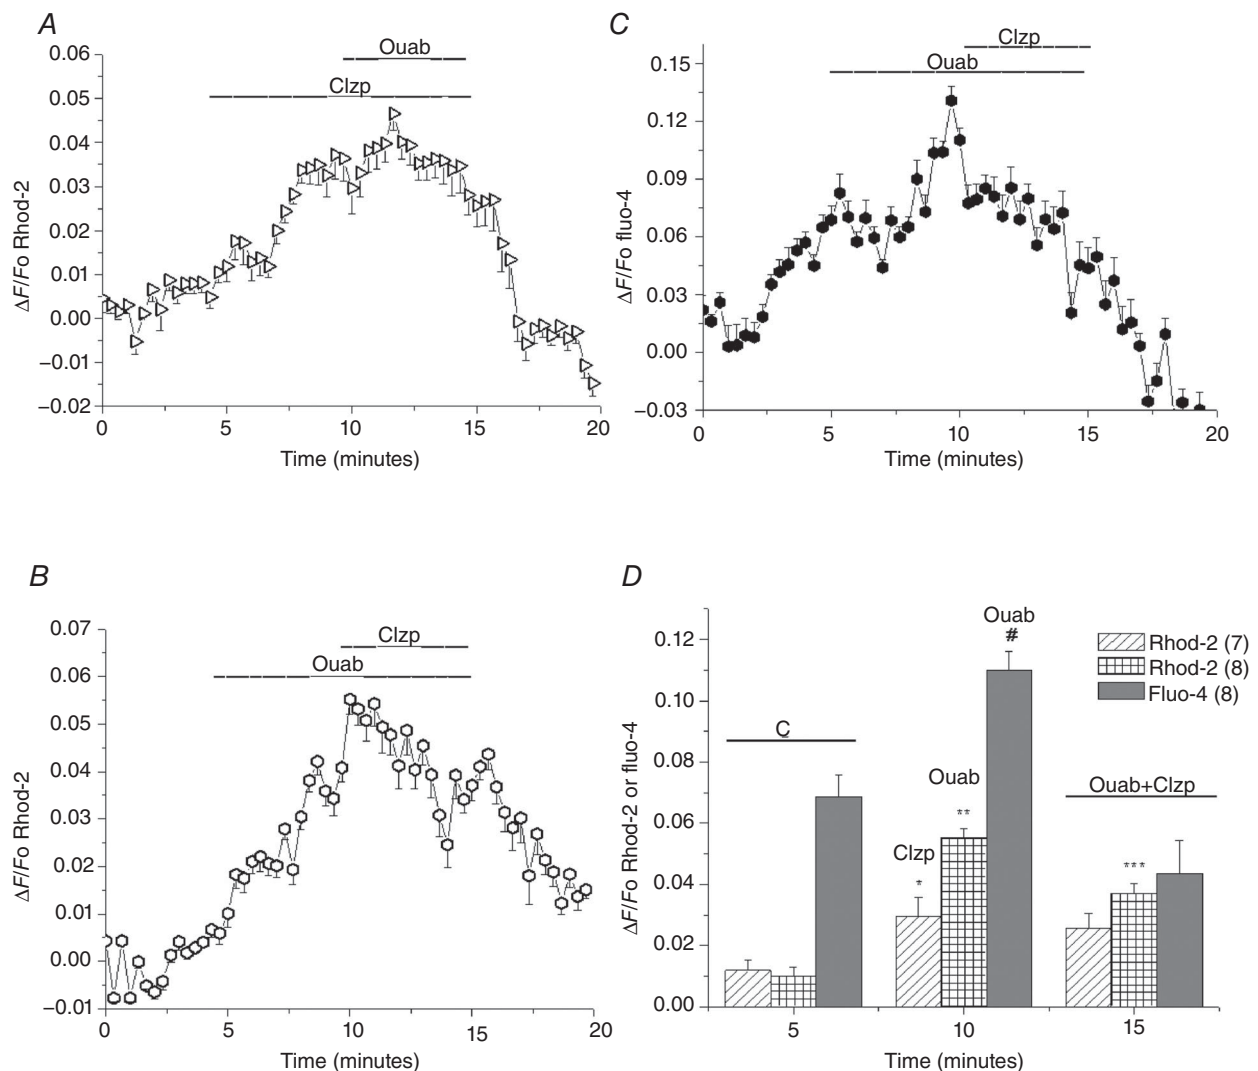 A
Ouab
Clzp
0.06
0.05
0.04
0.03
0.02
0.01
0.00
−0.01
−0.02
ΔF/Fo Rhod-2
0 5 10 15 20
Time (minutes)
C
Clzp
Ouab
0.15
0.12
0.09
0.06
0.03
0.00
−0.03
ΔF/Fo fluo-4
0 5 10 15 20
Time (minutes)
B
Clzp
Ouab
0.07
0.06
0.05
0.04
0.03
0.02
0.01
0.00
−0.01
ΔF/Fo Rhod-2
0 5 10 15 20
Time (minutes)
D
Ouab
#
Rhod-2 (7)
Rhod-2 (8)
Fluo-4 (8)
C
Ouab
**
Clzp
*
Ouab+Clzp
***
0.12
0.10
0.08
0.06
0.04
0.02
0.00
ΔF/Fo Rhod-2 or fluo-4
5 10 15
Time (minutes)